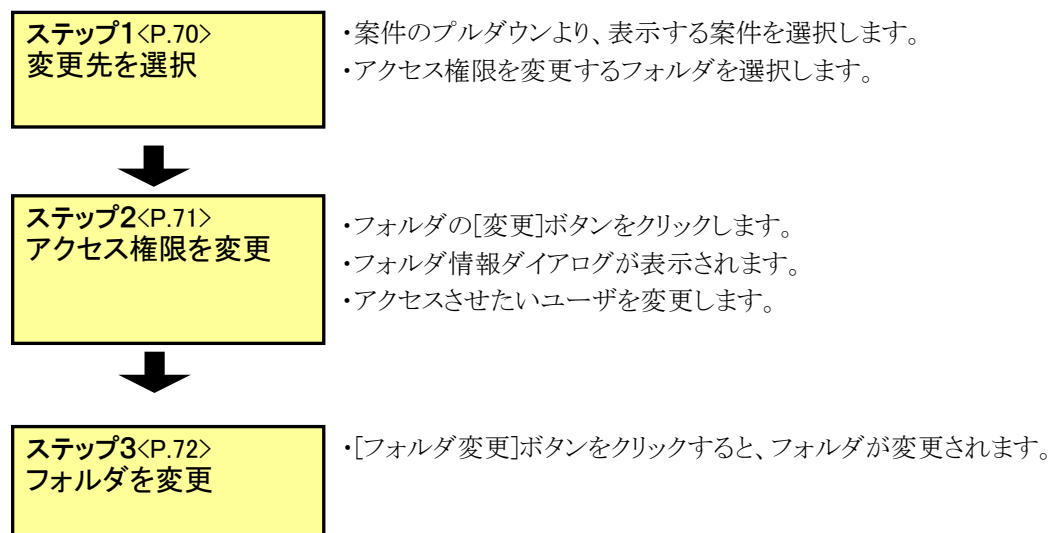 ステップ1<P.70>
変更先を選択
・案件のプルダウンより、表示する案件を選択します。
・アクセス権限を変更するフォルダを選択します。
ステップ2<P.71>
アクセス権限を変更
・フォルダの[変更]ボタンをクリックします。
・フォルダ情報ダイアログが表示されます。
・アクセスさせたいユーザを変更します。
ステップ3<P.72>
フォルダを変更
・[フォルダ変更]ボタンをクリックすると、フォルダが変更されます。